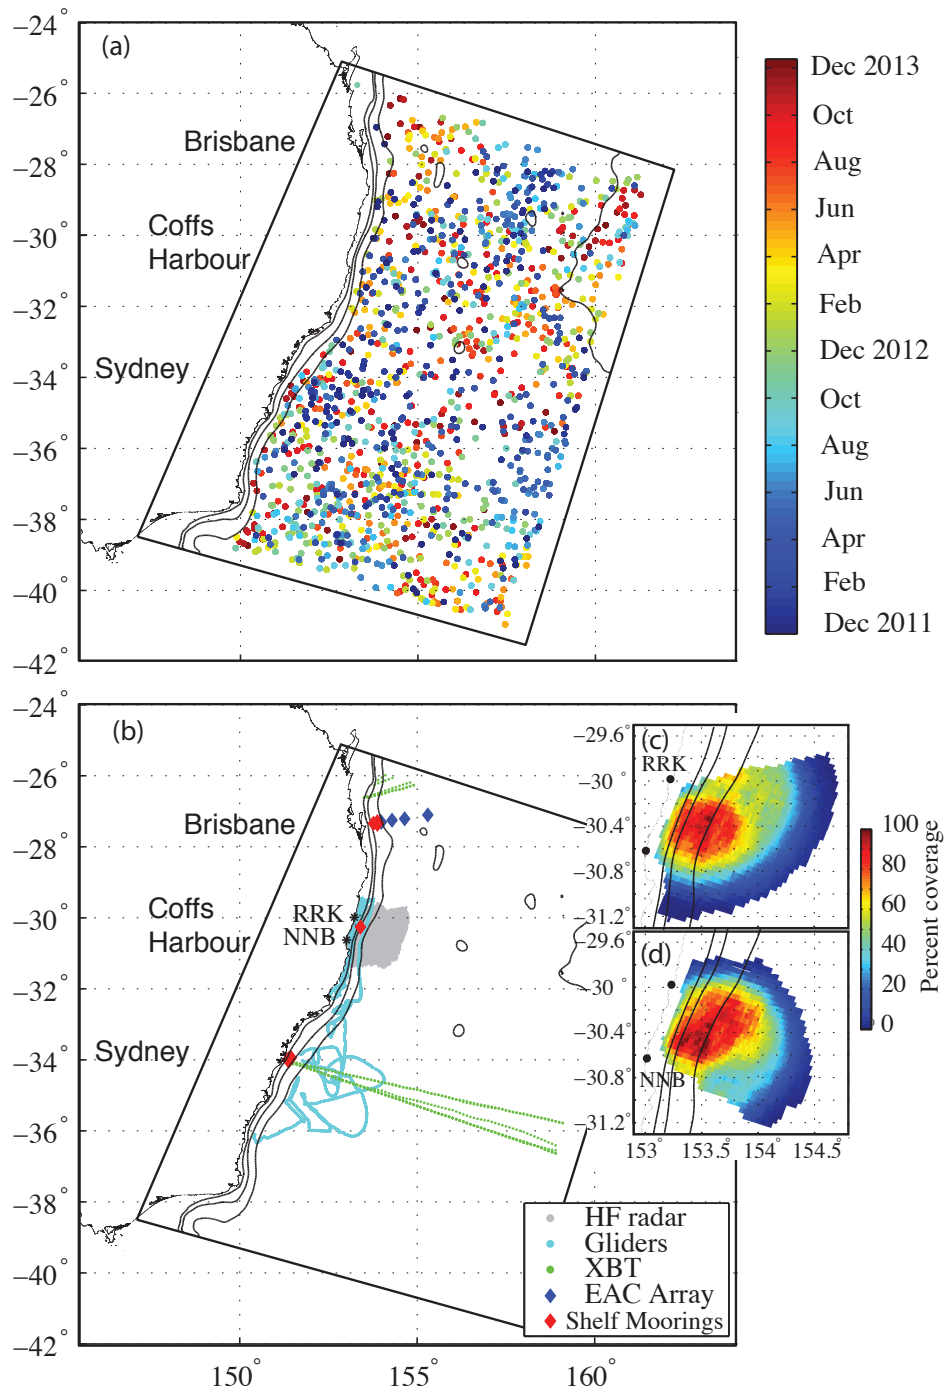 −24°
(a)
−26°
Brisbane
−28°
Coffs
Harbour
−30°
−32°
Sydney
−34°
−36°
−38°
−40°
−42°
Dec 2013
Oct
Aug
Jun
Apr
Feb
Dec 2012
Oct
Aug
Jun
Apr
Feb
Dec 2011
−24°
(b)
−26°
Brisbane
−28°
Coffs
Harbour
RRK
NNB
−30°
−32°
Sydney
−34°
−36°
−38°
−40°
−42°
150°
155°
160°
HF radar
Gliders
XBT
EAC Array
Shelf Moorings
−29.6°
(c)
RRK
−30°
−30.4°
−30.8°
−31.2°
−29.6°
(d)
−30°
−30.4°
NNB
−30.8°
−31.2°
153°
153.5°
154°
154.5°
100
80
60
40
20
0
Percent coverage